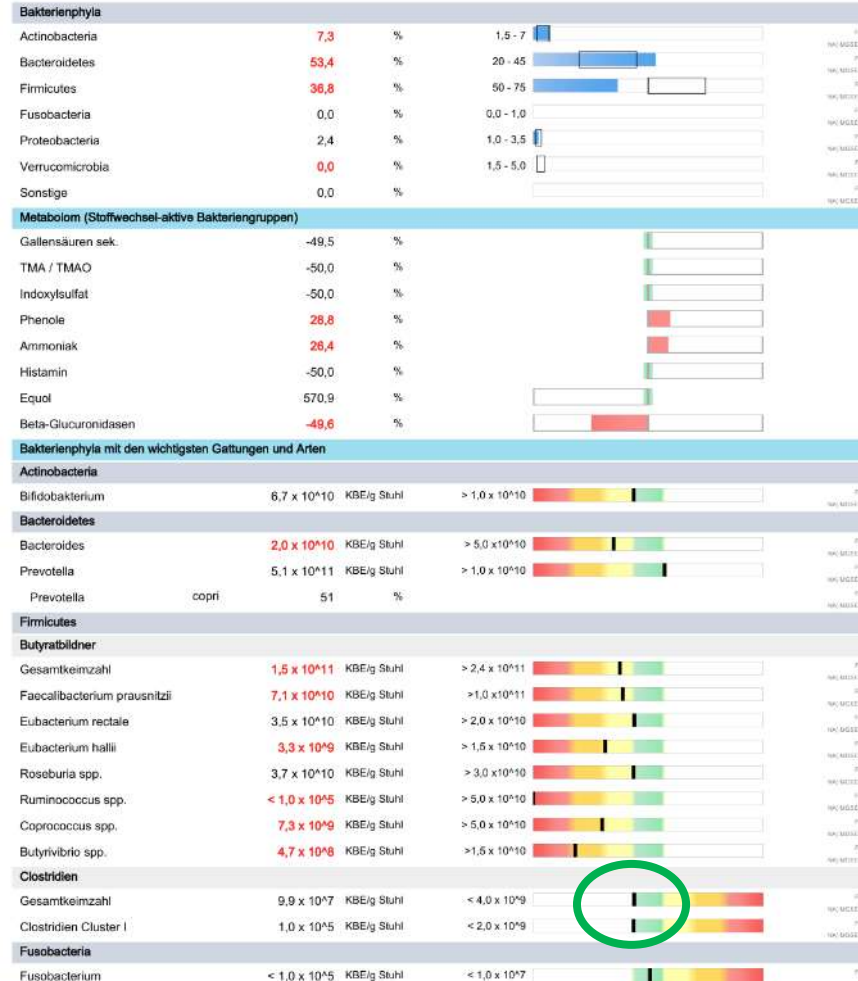 Bakterienphyla
Actinobacteria 7,3 % 1,5 - 7
Bacteroidetes 53,4 % 20 - 45
Firmicutes 36,8 % 50 - 75
Fusobacteria 0,0 % 0,0 - 1,0
Proteobacteria 2,4 % 1,0 - 3,5
Verrucomicrobia 0,0 % 1,5 - 5,0
Sonstige 0,0 %
Metabolom (Stoffwechsel-aktive Bakteriengruppen)
Gallensäuren sek. -49,5 %
TMA / TMAO -50,0 %
Indoxylsulfat -50,0 %
Phenole 28,8 %
Ammoniak 26,4 %
Histamin -50,0 %
Equol 570,9 %
Beta-Glucuronidasen -49,6 %
Bakterienphyla mit den wichtigsten Gattungen und Arten
Actinobacteria
Bifidobakterium 6,7 x 10^10 KBE/g Stuhl > 1,0 x 10^10
Bacteroidetes
Bacteroides 2,0 x 10^10 KBE/g Stuhl > 5,0 x10^10
Prevotella 5,1 x 10^11 KBE/g Stuhl > 1,0 x 10^10
Prevotella copri 51 %
Firmicutes
Butyratbildner
Gesamtkeimzahl 1,5 x 10^11 KBE/g Stuhl > 2,4 x 10^11
Faecalibacterium prausnitzii 7,1 x 10^10 KBE/g Stuhl >1,0 x10^11
Eubacterium rectale 3,5 x 10^10 KBE/g Stuhl > 2,0 x 10^10
Eubacterium hallii 3,3 x 10^9 KBE/g Stuhl > 1,5 x 10^10
Roseburia spp. 3,7 x 10^10 KBE/g Stuhl > 3,0 x10^10
Ruminococcus spp. < 1,0 x 10^5 KBE/g Stuhl > 5,0 x 10^10
Coprococcus spp. 7,3 x 10^9 KBE/g Stuhl > 5,0 x 10^10
Butyrivibrio spp. 4,7 x 10^8 KBE/g Stuhl >1,5 x 10^10
Clostridien
Gesamtkeimzahl 9,9 x 10^7 KBE/g Stuhl < 4,0 x 10^9
Clostridien Cluster I 1,0 x 10^5 KBE/g Stuhl < 2,0 x 10^9
Fusobacteria
Fusobacterium < 1,0 x 10^5 KBE/g Stuhl < 1,0 x 10^7